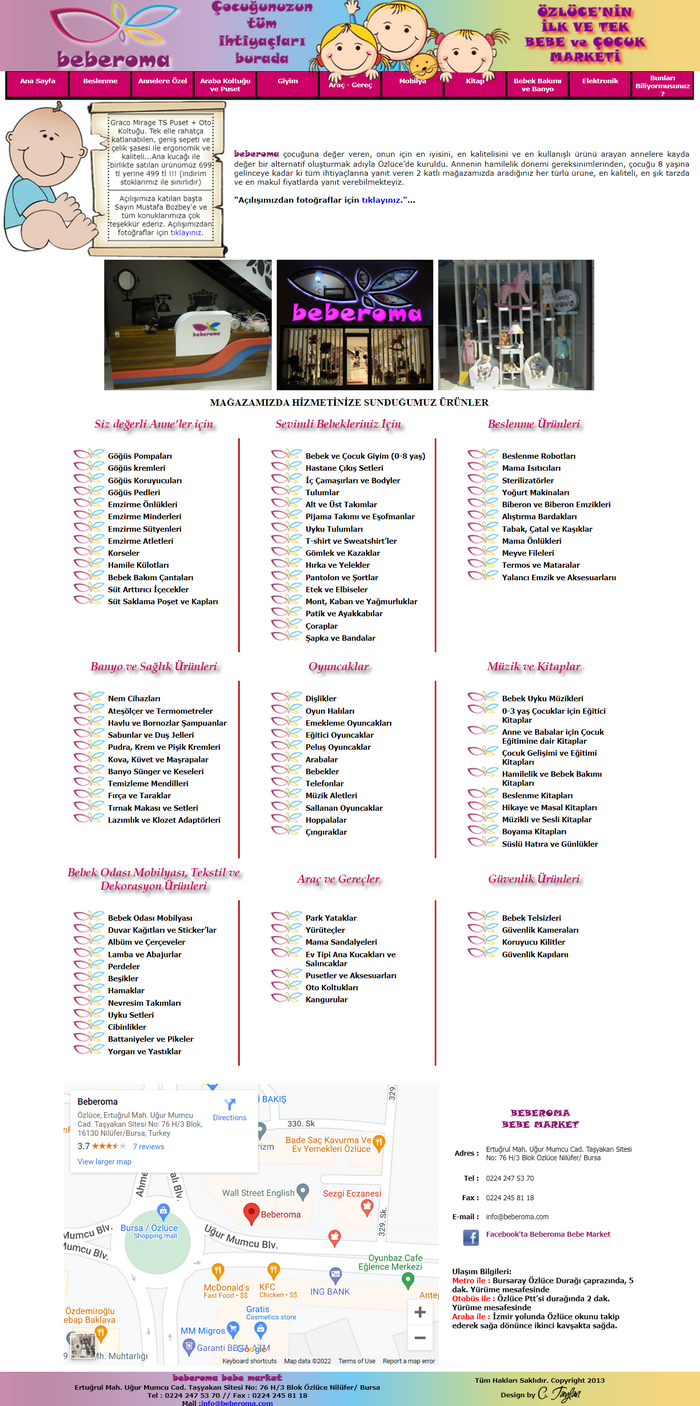 beberoma
Çocuğunuzun
tüm
ihtiyaçları
burada
ÖZLÜCE'NİN
İLK VE TEK
BEBE ve ÇOCUK
MARKETİ
Ana Sayfa
Beslenme
Annelere Özel
Araba Koltuğu
ve Puset
Giyim
Araç - Gereç
Mobilya
Kitap
Bebek Bakımı
ve Banyo
Elektronik
Bunları
Biliyormusunuz
?
Graco Mirage TS Puset + Oto
Koltuğu. Tek elle rahatça
katlanabilen, geniş sepeti ve
çelik şasesi ile ergonomik ve
kaliteli...Ana kucağı ile
birlikte satılan ürünümüz 699
tl yerine 499 tl !!! (indirim
stoklarımız ile sınırlıdır)
Açılışımıza katılan başta
Sayın Mustafa Bozbey'e ve
tüm konuklarımıza çok
teşekkür ederiz. Açılışımızdan
fotoğraflar için tıklayınız.
beberoma çocuğuna değer veren, onun için en iyisini, en kalitelisini ve en kullanışlı ürünü arayan annelere kayda
değer bir alternatif oluşturmak adıyla Özlüce'de kuruldu. Annenin hamilelik dönemi gereksinimlerinden, çocuğu 8 yaşına
gelinceye kadar ki tüm ihtiyaçlarına yanıt veren 2 katlı mağazamızda aradığınız her türlü ürüne, en kaliteli, en şık tarzda
ve en makul fiyatlarda yanıt verebilmekteyiz.
"Açılışımızdan fotoğraflar için tıklayınız."...
beberoma
beberoma
MAĞAZAMIZDA HİZMETİNİZE SUNDUĞUMUZ ÜRÜNLER
Siz değerli Anne'ler için
Göğüs Pompaları
Göğüs kremleri
Göğüs Koruyucuları
Göğüs Pedleri
Emzirme Önlükleri
Emzirme Minderleri
Emzirme Sütyenleri
Emzirme Atletleri
Korseler
Hamile Külotları
Bebek Bakım Çantaları
Süt Arttırıcı İçecekler
Süt Saklama Poşet ve Kapları
Sevimli Bebekleriniz İçin
Bebek ve Çocuk Giyim (0-8 yaş)
Hastane Çıkış Setleri
İç Çamaşırları ve Bodyler
Tulumlar
Alt ve Üst Takımlar
Pijama Takımı ve Eşofmanlar
Uyku Tulumları
T-shirt ve Sweatshirt'ler
Gömlek ve Kazaklar
Hırka ve Yelekler
Pantolon ve Şortlar
Etek ve Elbiseler
Mont, Kaban ve Yağmurluklar
Patik ve Ayakkabılar
Çoraplar
Şapka ve Bandalar
Beslenme Ürünleri
Beslenme Robotları
Mama Isıtıcıları
Sterilizatörler
Yoğurt Makinaları
Biberon ve Biberon Emzikleri
Alıştırma Bardakları
Tabak, Çatal ve Kaşıklar
Mama Önlükleri
Meyve Fileleri
Termos ve Mataralar
Yalancı Emzik ve Aksesuarları
Banyo ve Sağlık Ürünleri
Nem Cihazları
Ateşölçer ve Termometreler
Havlu ve Bornozlar Şampuanlar
Sabunlar ve Duş Jelleri
Pudra, Krem ve Pişik Kremleri
Kova, Küvet ve Maşrapalar
Banyo Sünger ve Keseleri
Temizleme Mendilleri
Fırça ve Taraklar
Tırnak Makası ve Setleri
Lazımlık ve Klozet Adaptörleri
Oyuncaklar
Dişlikler
Oyun Halıları
Emekleme Oyuncakları
Eğitici Oyuncaklar
Peluş Oyuncaklar
Arabalar
Bebekler
Telefonlar
Müzik Aletleri
Sallanan Oyuncaklar
Hoppalalar
Çıngıraklar
Müzik ve Kitaplar
Bebek Uyku Müzikleri
0-3 yaş Çocuklar için Eğitici
Kitaplar
Anne ve Babalar için Çocuk
Eğitimine dair Kitaplar
Çocuk Gelişimi ve Eğitimi
Kitapları
Hamilelik ve Bebek Bakımı
Kitapları
Beslenme Kitapları
Hikaye ve Masal Kitapları
Müzikli ve Sesli Kitaplar
Boyama Kitapları
Süslü Hatıra ve Günlükler
Bebek Odası Mobilyası, Tekstil ve
Dekorasyon Ürünleri
Bebek Odası Mobilyası
Duvar Kağıtları ve Sticker'lar
Albüm ve Çerçeveler
Lamba ve Abajurlar
Perdeler
Beşikler
Hamaklar
Nevresim Takımları
Uyku Setleri
Cibinlikler
Battaniyeler ve Pikeler
Yorgan ve Yastıklar
Araç ve Gereçler
Park Yataklar
Yürüteçler
Mama Sandalyeleri
Ev Tipi Ana Kucakları ve
Salıncaklar
Pusetler ve Aksesuarları
Oto Koltukları
Kangurular
Güvenlik Ürünleri
Bebek Telsizleri
Güvenlik Kameraları
Koruyucu Kilitler
Güvenlik Kapılarıı
Beberoma
Özlüce, Ertuğrul Mah. Uğur Mumcu
Cad. Taşyakan Sitesi No: 76 H/3 Blok,
16130 Nilüfer/Bursa, Turkey
3.7
7 reviews
View larger map
Directions
BAKIŞ
329.
330. Sk
Bade Saç Kavurma Ve
Ev Yemekleri Özlüce
Wall Street English
Sezgi Eczanesi
Beberoma
329. Sk.
Bursa / Özlüce
Shopping mall
Uğur Mumcu Blv.
Mumcu Blv.
Mumcu Blv.
Oyunbaz Cafe
Eğlence Merkezi
McDonald's
Fast Food • $$
KFC
Chicken • $$
ING BANK
Gratis
Cosmetics store
Özdemiroğlu
ebap Baklava
MM Migros
Garanti BBVA ATM
Google
Mh. Muhtarlığı
Keyboard shortcuts
Map data ©2022
Terms of Use
Report a map error
BEBEROMA
BEBE MARKET
Adres : Ertuğrul Mah. Uğur Mumcu Cad. Taşyakan Sitesi
No: 76 H/3 Blok Özlüce Nilüfer/ Bursa
Tel : 0224 247 53 70
Fax : 0224 245 81 18
E-mail : info@beberoma.com
Facebook'ta Beberoma Bebe Market
Ulaşım Bilgileri:
Metro ile : Bursaray Özlüce Durağı çaprazında, 5
dak. Yürüme mesafesinde
Otobüs ile : Özlüce Ptt'si durağında 2 dak.
Yürüme mesafesinde
Araba ile : İzmir yolunda Özlüce okunu takip
ederek sağa dönünce ikinci kavşakta sağda.
beberoma bebe market
Ertuğrul Mah. Uğur Mumcu Cad. Taşyakan Sitesi No: 76 H/3 Blok Özlüce Nilüfer/ Bursa
Tel : 0224 247 53 70 // Fax : 0224 245 81 18
Mail :info@beberoma.com
Tüm Hakları Saklıdır. Copyright 2013
Design by C. Taylan